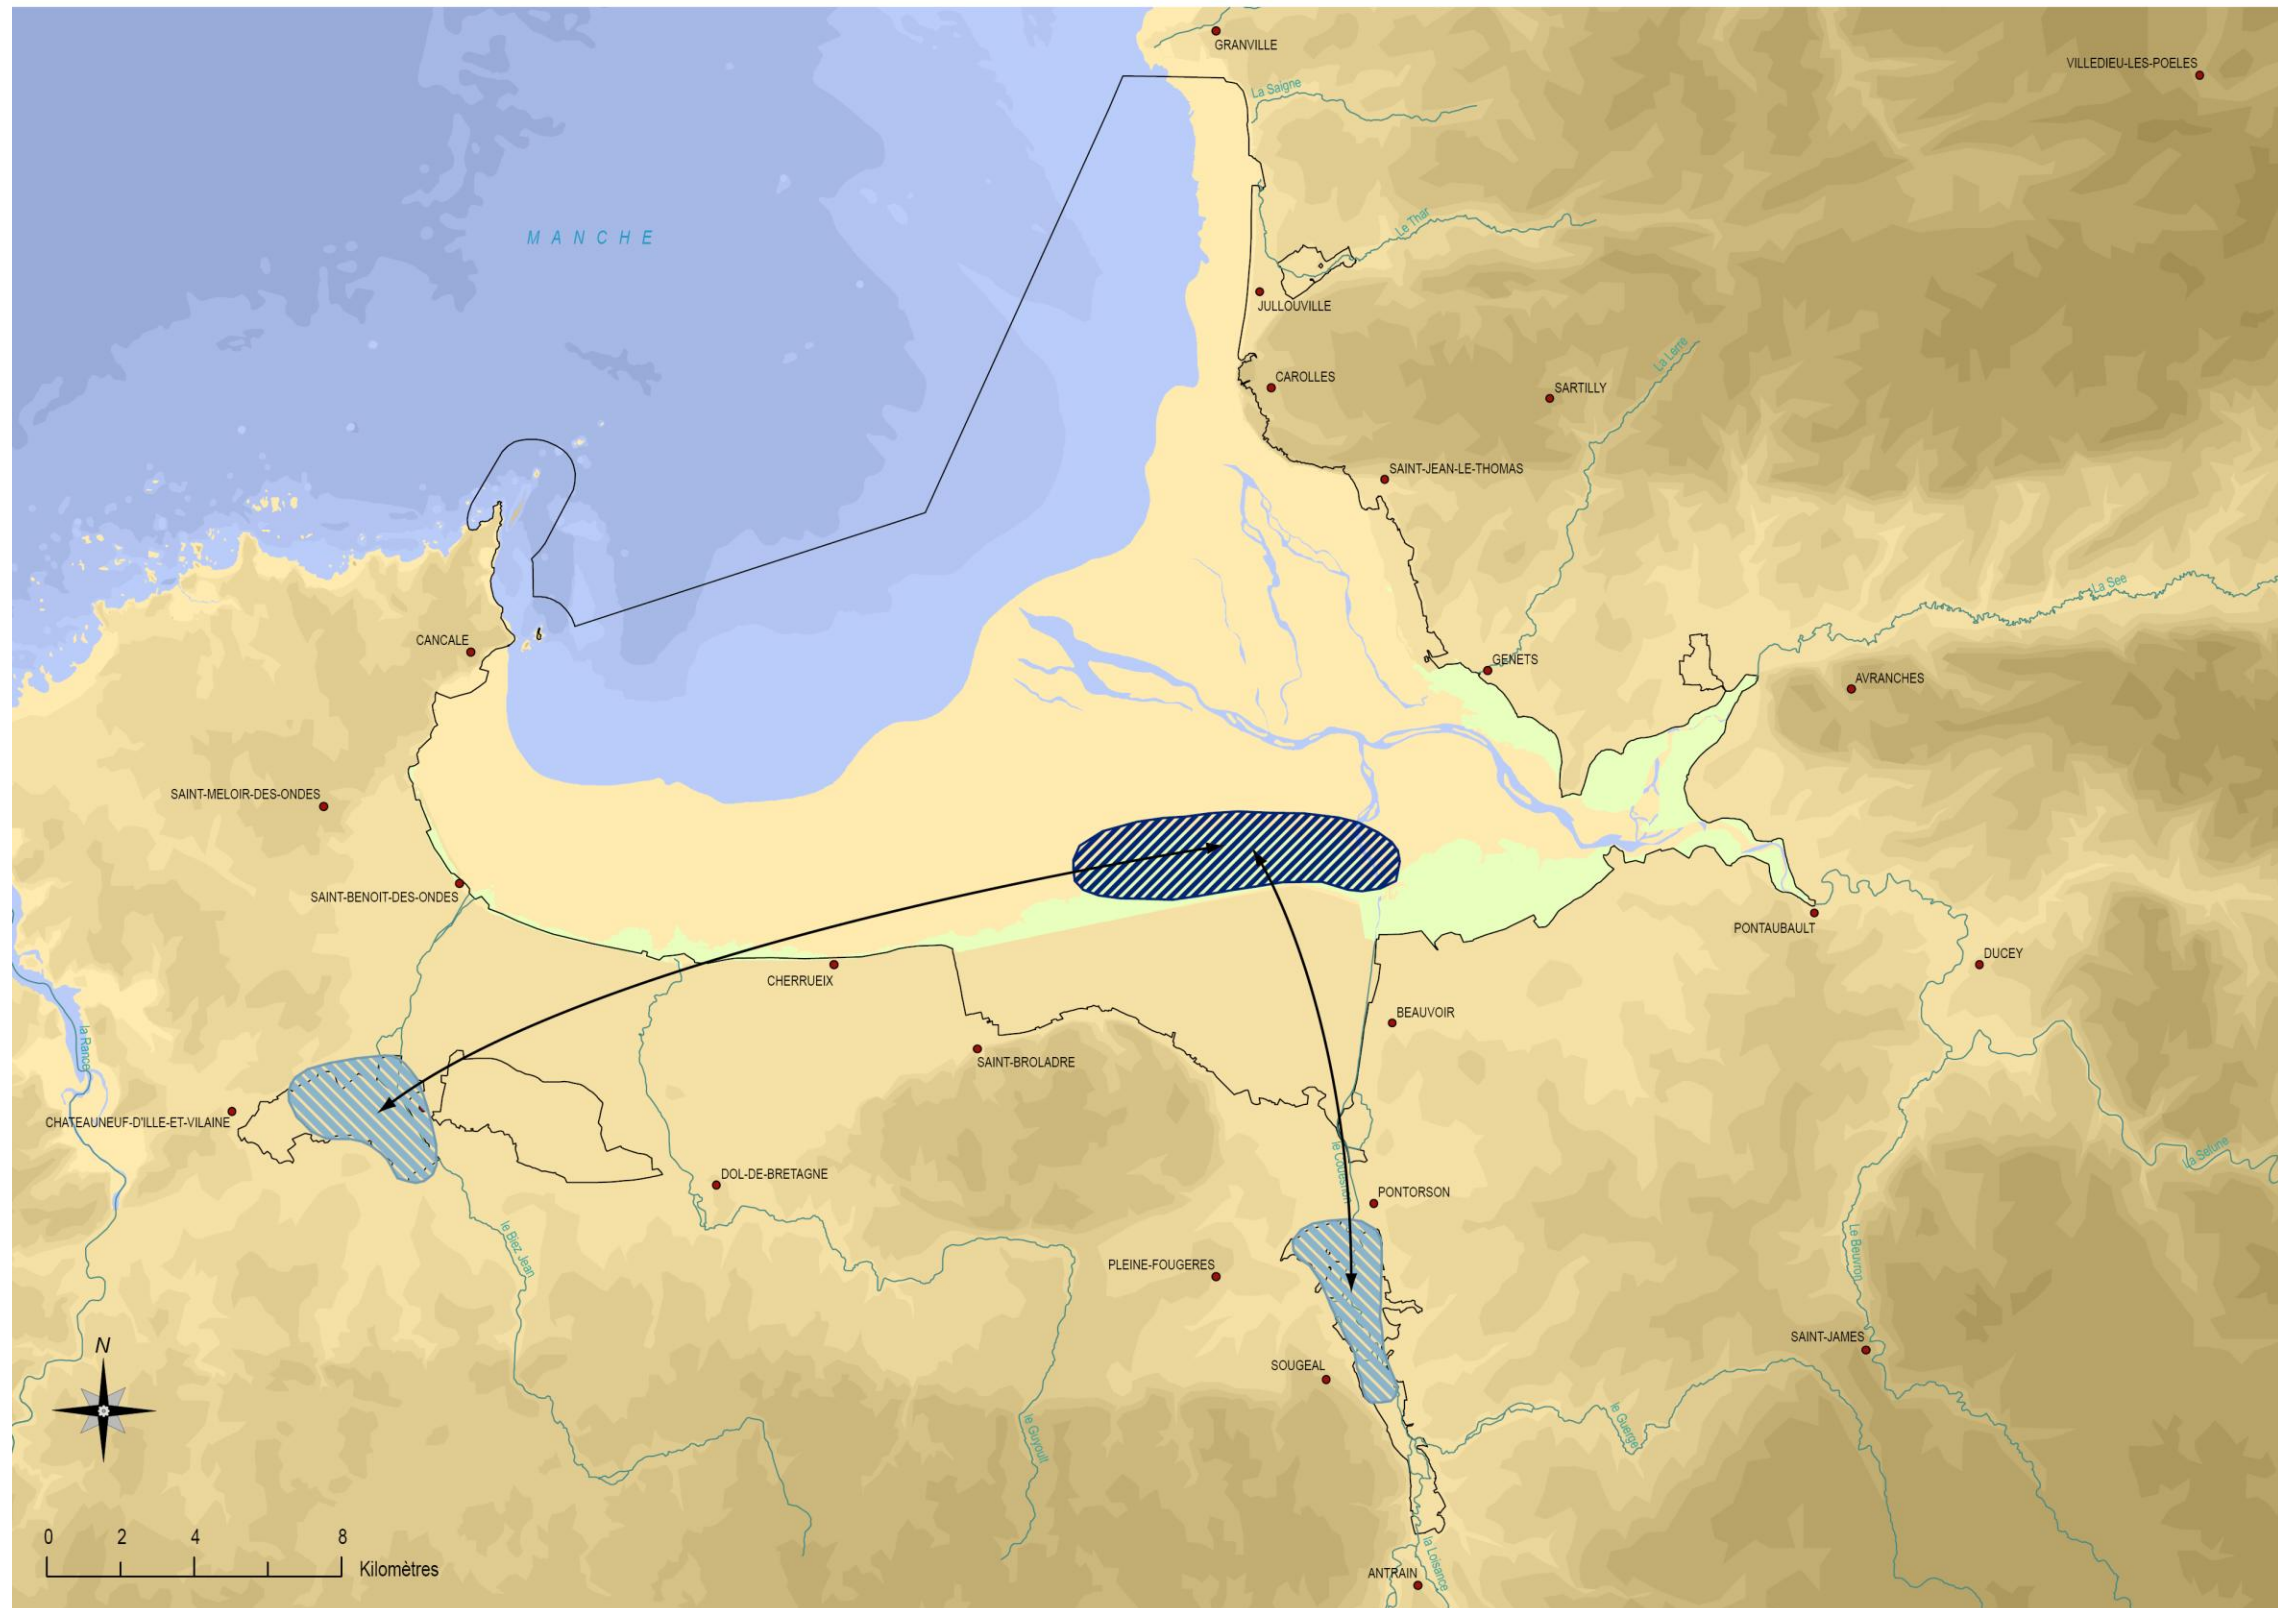 GRANVILLE
VILLEDIEU-LES-POELES
La Saigne
MANCHE
Le Thar
JULLOUVILLE
La Lerre
CAROLLES
SARTILLY
SAINT-JEAN-LE-THOMAS
La See
CANCALE
GENETS
AVRANCHES
SAINT-MELOIR-DES-ONDES
SAINT-BENOIT-DES-ONDES
PONTAUBAULT
DUCEY
CHERRUEIX
BEAUVOIR
la Rance
SAINT-BROLADRE
CHATEAUNEUF-D'ILLE-ET-VILAINE
La Selune
le Couesnon
DOL-DE-BRETAGNE
PONTORSON
le Biez Jean
Le Beuvron
PLEINE-FOUGERES
SAINT-JAMES
N
SOUGEAL
le Guerge
le Guyoult
0 2 4 8
Kilomètres
la Loisance
ANTRAIN